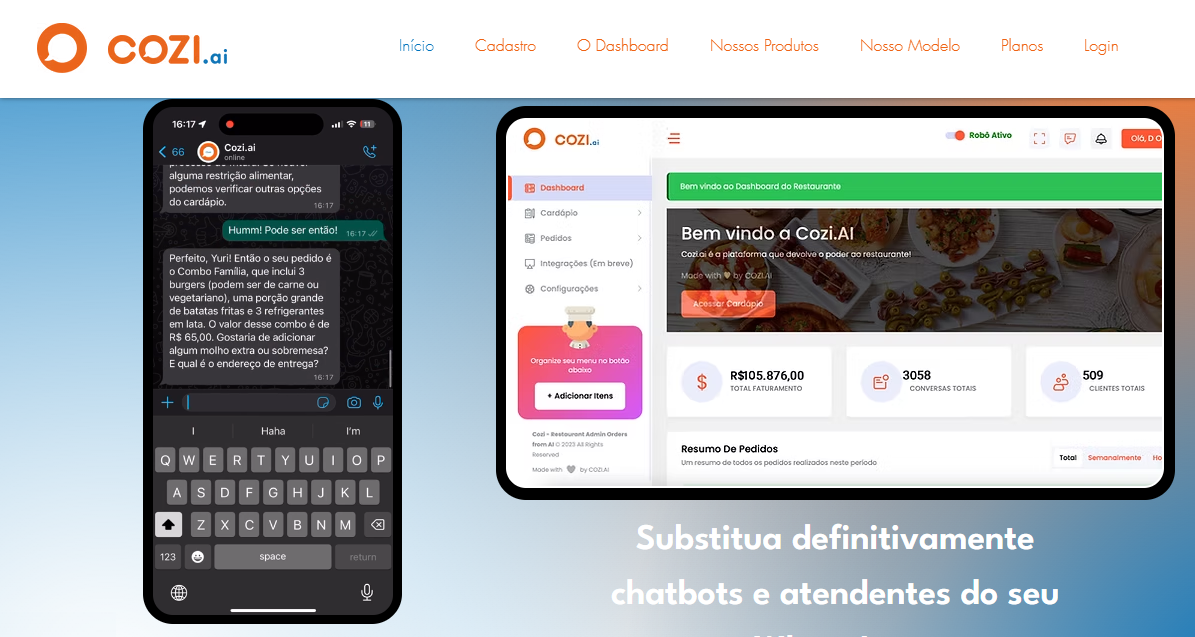 COZI.ai
Início Cadastro O Dashboard Nossos Produtos Nosso Modelo Planos Login
16:17 11
66 Cozi.ai
online
alguma restrição alimentar,
podemos verificar outras opções
do cardápio.
16:17
Humm! Pode ser então! 16:17
Perfeito, Yuri! Então o seu pedido é
o Combo Família, que inclui 3
burgers (podem ser de carne ou
vegetariano), uma porção grande
de batatas fritas e 3 refrigerantes
em lata. O valor desse combo é de
R$ 65,00. Gostaria de adicionar
algum molho extra ou sobremesa?
E qual é o endereço de entrega?
16:17
I Haha I'm
Q W E R T Y U I O P
A S D F G H J K L
Z X C V B N M
123 space return
COZI.ai
Robô Ativo
Olá, D O
Dashboard
Cardápio
Pedidos
Integrações (Em breve)
Configurações
Organize seu menu no botão
abaixo
+ Adicionar Itens
Cozi - Restaurant Admin Orders
from AI © 2023 All Rights
Reserved
Made with by COZI.AI
Bem vindo ao Dashboard do Restaurante
Bem vindo a Cozi.AI
Cozi.ai é a plataforma que devolve o poder ao restaurante!
Made with by COZI.AI
Acessar Cardápio
$ R$105.876,00
TOTAL FATURAMENTO
3058
CONVERSAS TOTAIS
509
CLIENTES TOTAIS
Resumo De Pedidos
Um resumo de todos os pedidos realizados neste período
Total Semanalmente Ho
Substitua definitivamente
chatbots e atendentes do seu